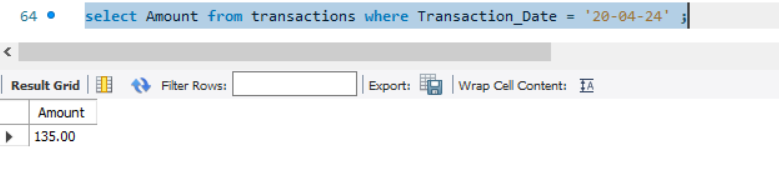 64 select Amount from transactions where Transaction_Date = '20-04-24' ;
Result Grid Filter Rows: Export: Wrap Cell Content: IA
Amount
135.00